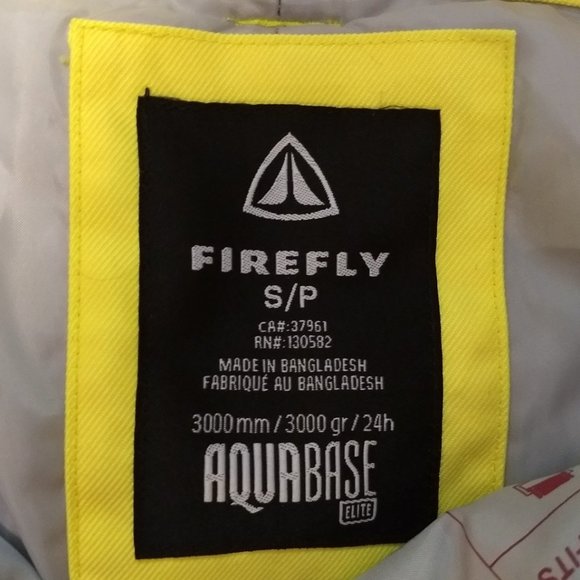 FIREFLY
S/P
CA#:37961
RN#:130582
MADE IN BANGLADESH
FABRIQUÉ AU BANGLADESH
3000mm / 3000 gr / 24h
AQUABASE
ELITE